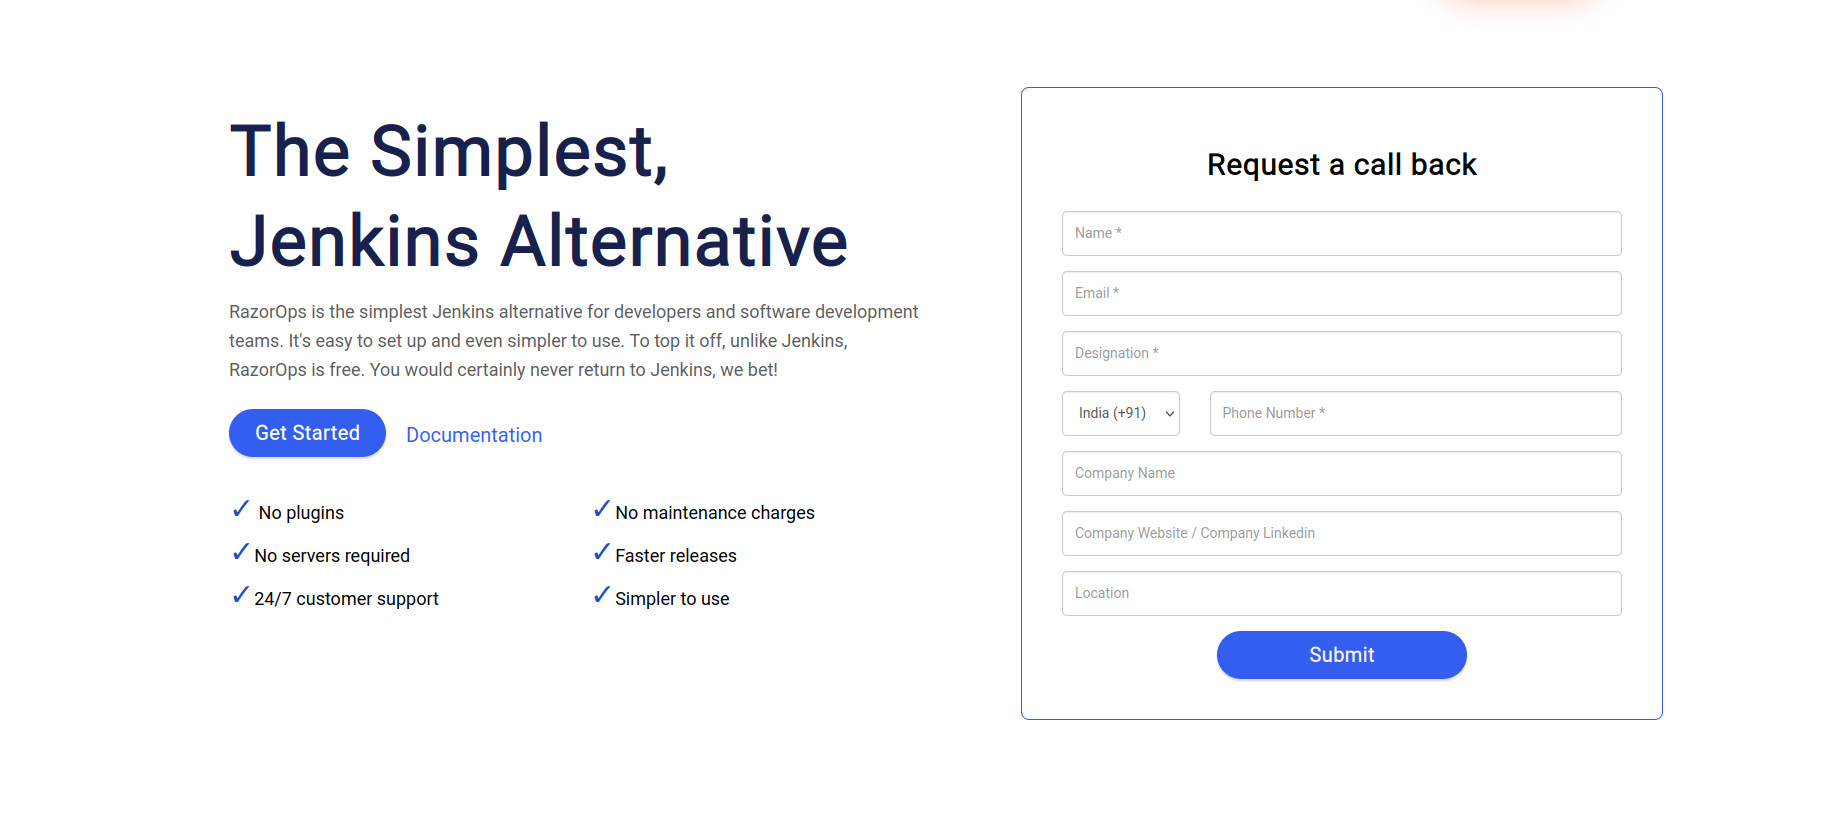 The Simplest,
Jenkins Alternative
RazorOps is the simplest Jenkins alternative for developers and software development
teams. It's easy to set up and even simpler to use. To top it off, unlike Jenkins,
RazorOps is free. You would certainly never return to Jenkins, we bet!
Get Started
Documentation
✓ No plugins
✓ No maintenance charges
✓ No servers required
✓ Faster releases
✓ 24/7 customer support
✓ Simpler to use
Request a call back
Name *
Email *
Designation *
India (+91)
Phone Number *
Company Name
Company Website / Company Linkedin
Location
Submit